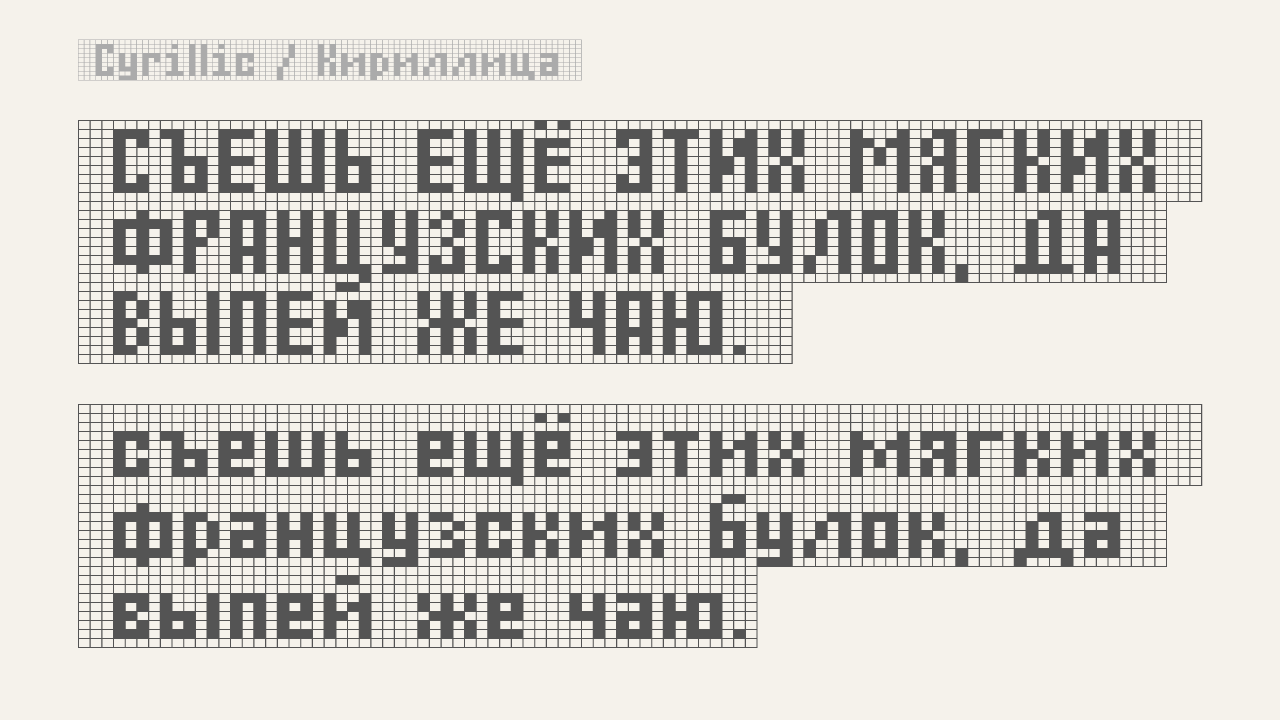 Cyrillic / Кириллица
СЪЕШЬ ЕЩЁ ЭТИХ МЯГКИХ
ФРАНЦУЗСКИХ БУЛОК, ДА
ВЫПЕЙ ЖЕ ЧАЮ.
съешь ещё этих мягких
французских булок, да
выпей же чаю.